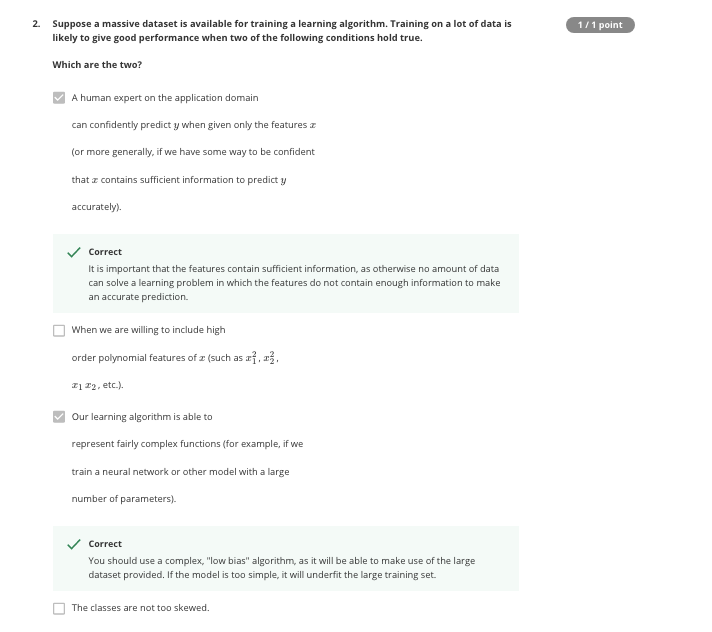 2. Suppose a massive dataset is available for training a learning algorithm. Training on a lot of data is
1 / 1 point
likely to give good performance when two of the following conditions hold true.
Which are the two?
A human expert on the application domain
can confidently predict y when given only the features x
(or more generally, if we have some way to be confident
that x contains sufficient information to predict y
accurately).
Correct
It is important that the features contain sufficient information, as otherwise no amount of data
can solve a learning problem in which the features do not contain enough information to make
an accurate prediction.
When we are willing to include high
order polynomial features of x (such as x₁², x₂²,
x₁ x₂, etc.).
Our learning algorithm is able to
represent fairly complex functions (for example, if we
train a neural network or other model with a large
number of parameters).
Correct
You should use a complex, "low bias" algorithm, as it will be able to make use of the large
dataset provided. If the model is too simple, it will underfit the large training set.
The classes are not too skewed.